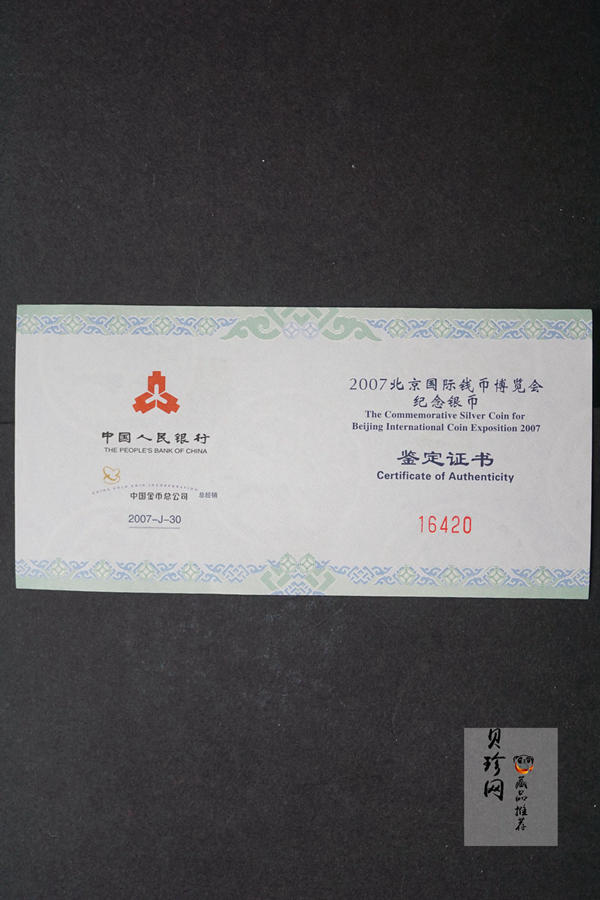 中国人民银行
THE PEOPLE'S BANK OF CHINA
CHINA GOLD COIN INCORPORATION
中国金币总公司 总经销
2007-J-30
2007北京国际钱币博览会
纪念银币
The Commemorative Silver Coin for
Beijing International Coin Exposition 2007
鉴定证书
Certificate of Authenticity
16420
贝珍网
藏品推荐